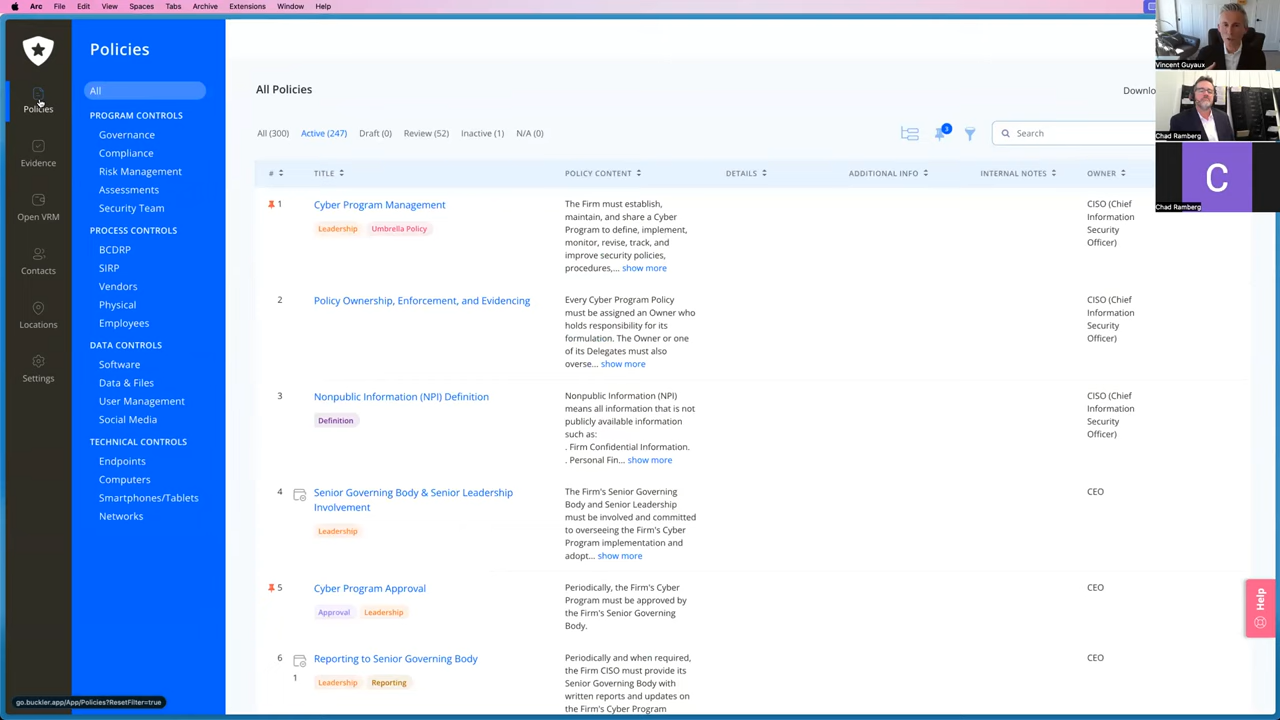 Arc File Edit View Spaces Tabs Archive Extensions Window Help
Policies
Evidence
Open VRM
Contacts
Locations
Settings
Policies
All
PROGRAM CONTROLS
Governance
Compliance
Risk Management
Assessments
Security Team
PROCESS CONTROLS
BCDRP
SIRP
Vendors
Physical
Employees
DATA CONTROLS
Software
Data & Files
User Management
Social Media
TECHNICAL CONTROLS
Endpoints
Computers
Smartphones/Tablets
Networks
All Policies
Downlo
All (300) Active (247) Draft (0) Review (52) Inactive (1) N/A (0)
3
Search
# TITLE POLICY CONTENT DETAILS ADDITIONAL INFO INTERNAL NOTES OWNER
1
Cyber Program Management
Leadership Umbrella Policy
The Firm must establish,
maintain, and share a Cyber
Program to define, implement,
monitor, revise, track, and
improve security policies,
procedures,... show more
CISO (Chief
Information
Security
Officer)
2
Policy Ownership, Enforcement, and Evidencing
Every Cyber Program Policy
must be assigned an Owner who
holds responsibility for its
formulation. The Owner or one
of its Delegates must also
overse... show more
CISO (Chief
Information
Security
Officer)
3
Nonpublic Information (NPI) Definition
Definition
Nonpublic Information (NPI)
means all information that is not
publicly available information
such as:
. Firm Confidential Information.
. Personal Fin... show more
CISO (Chief
Information
Security
Officer)
4
Senior Governing Body & Senior Leadership
Involvement
Leadership
The Firm's Senior Governing
Body and Senior Leadership
must be involved and committed
to overseeing the Firm's Cyber
Program implementation and
adopt... show more
CEO
5
Cyber Program Approval
Approval Leadership
Periodically, the Firm's Cyber
Program must be approved by
the Firm's Senior Governing
Body.
CEO
6
1
Reporting to Senior Governing Body
Leadership Reporting
Periodically and when required,
the Firm CISO must provide its
Senior Governing Body with
written reports and updates on
the Firm's Cyber Program
CEO
Vincent Guyaux
Chad Ramberg
C
Chad Ramberg
Help
go.buckler.app/App/Policies?ResetFilter=true